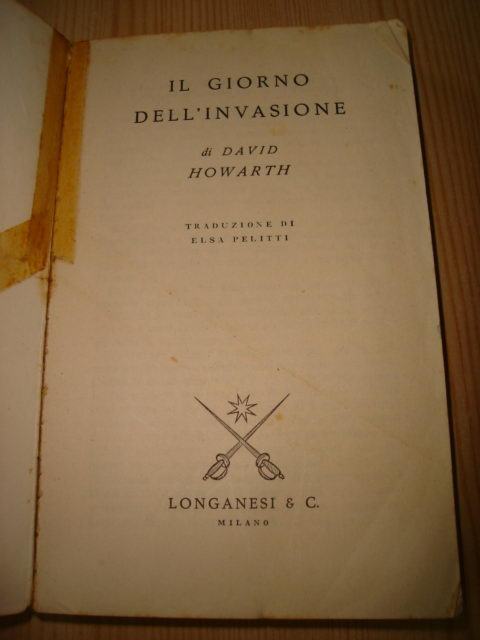 IL GIORNO
DELL'INVASIONE
di DAVID
HOWARTH
TRADUZIONE DI
ELSA PELITTI
LONGANESI & C.
MILANO